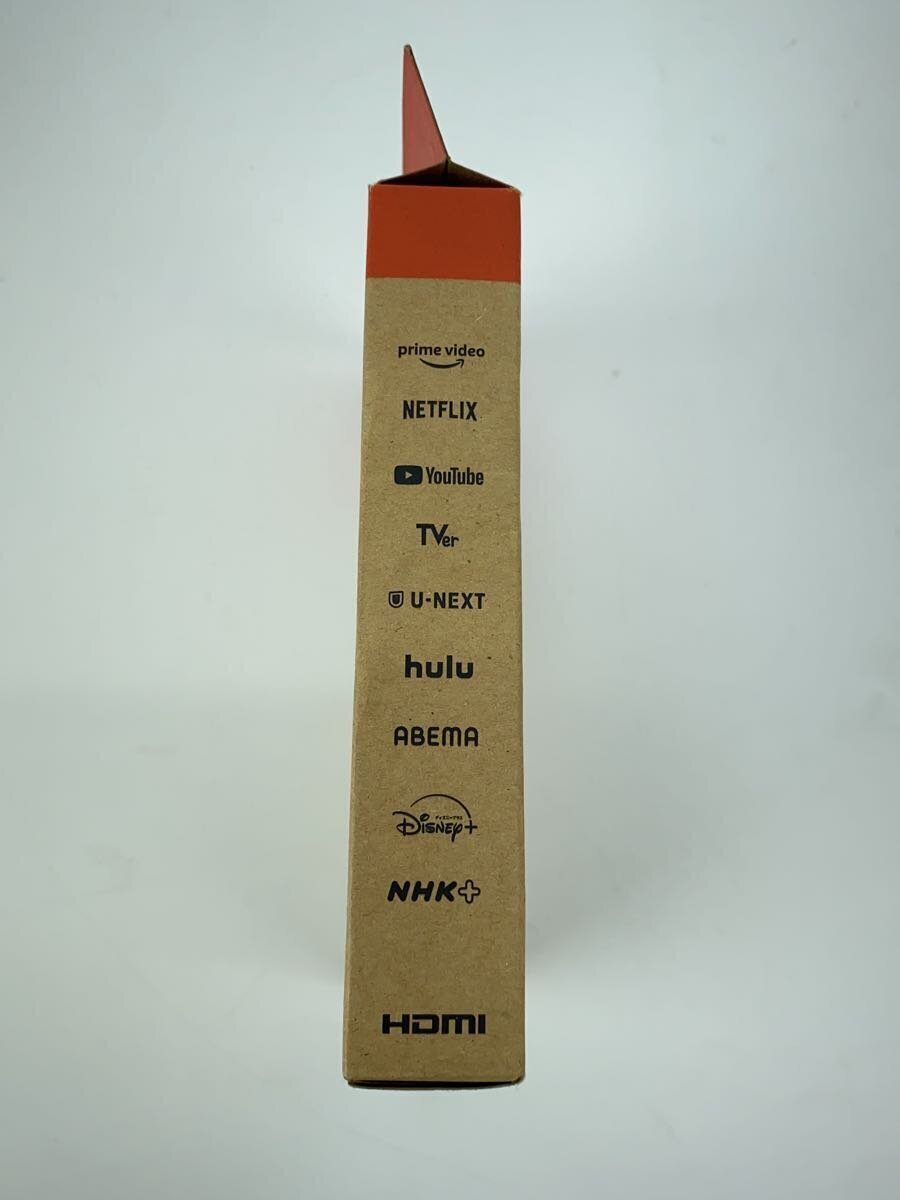 prime video
NETFLIX
YouTube
TVer
U-NEXT
hulu
ABEMA
ディズニープラス
Disney+
NHK+
HDMI